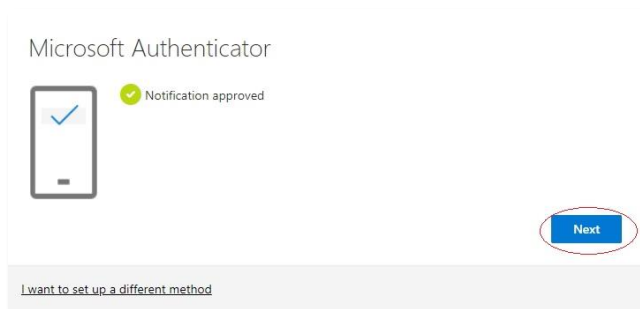 Microsoft Authenticator
Notification approved
Next
I want to set up a different method